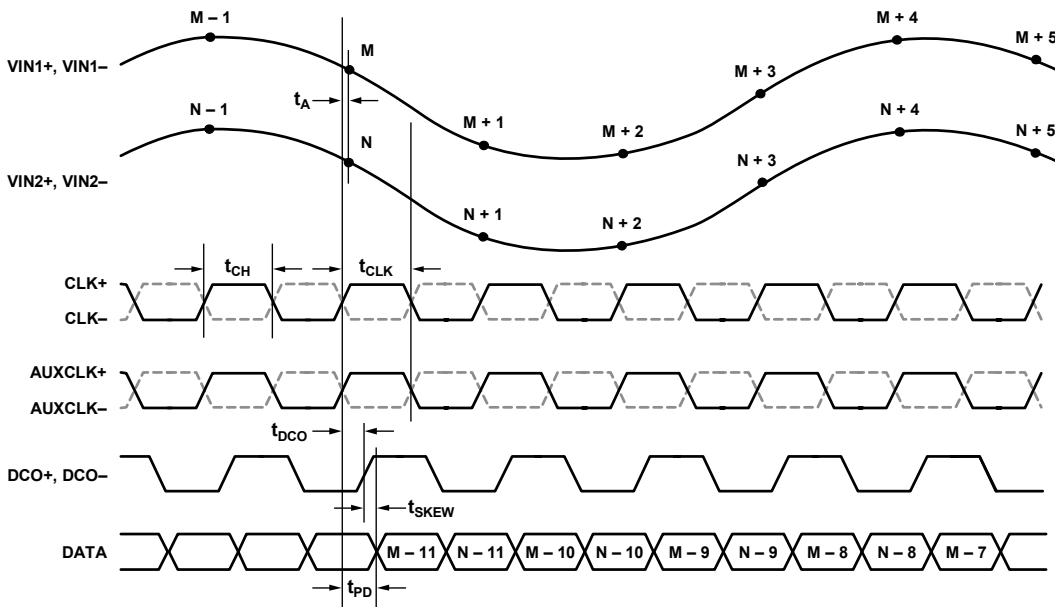 M – 1
M
M + 1
M + 2
M + 3
M + 4
M + 5
VIN1+, VIN1–
tA
N – 1
N
N + 1
N + 2
N + 3
N + 4
N + 5
VIN2+, VIN2–
tCH
tCLK
CLK+
CLK–
AUXCLK+
AUXCLK–
tDCO
DCO+, DCO–
tSKEW
DATA
M – 11
N – 11
M – 10
N – 10
M – 9
N – 9
M – 8
N – 8
M – 7
tPD